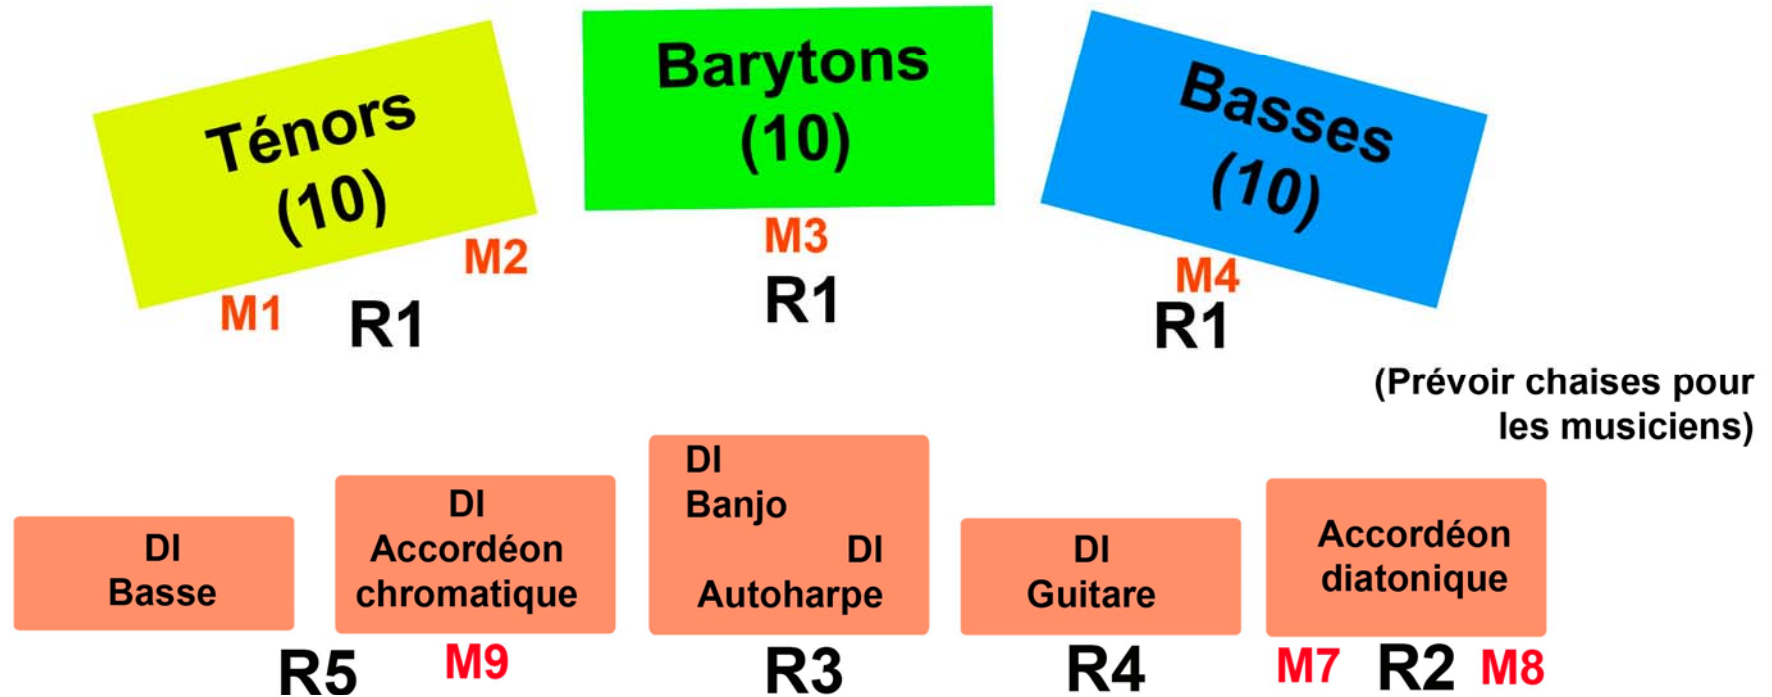 Ténors
(10)
M1
R1
M2
Barytons
(10)
M3
R1
Basses
(10)
M4
R1
(Prévoir chaises pour
les musiciens)
DI
Basse
R5
DI
Accordéon
chromatique
M9
DI
Banjo
DI
Autoharpe
R3
DI
Guitare
R4
Accordéon
diatonique
M7 R2 M8